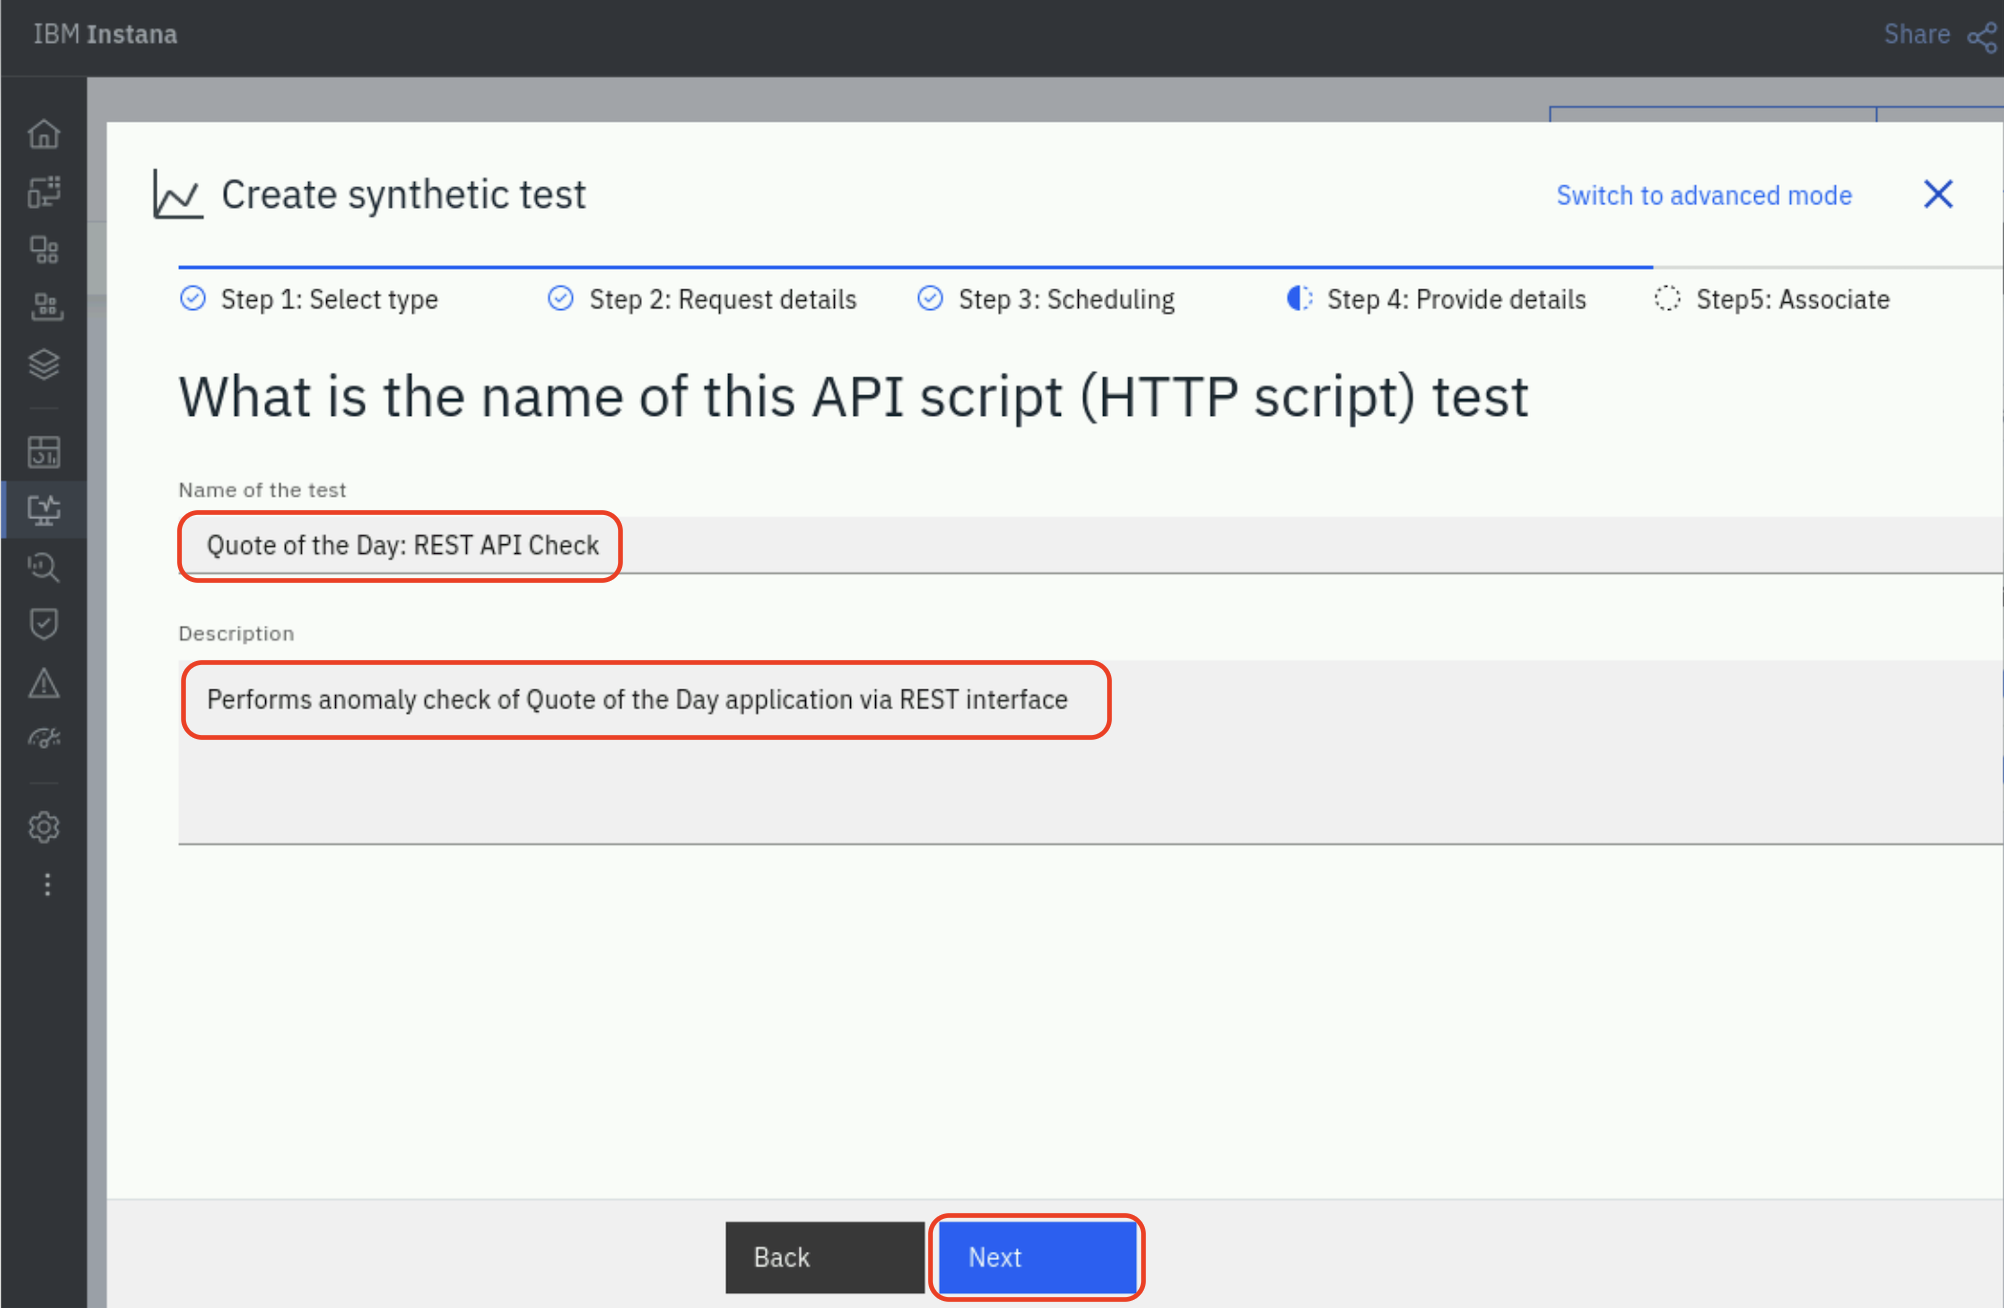 IBM Instana
Share
Create synthetic test
Switch to advanced mode
Step 1: Select type
Step 2: Request details
Step 3: Scheduling
Step 4: Provide details
Step5: Associate
What is the name of this API script (HTTP script) test
Name of the test
Quote of the Day: REST API Check
Description
Performs anomaly check of Quote of the Day application via REST interface
Back
Next